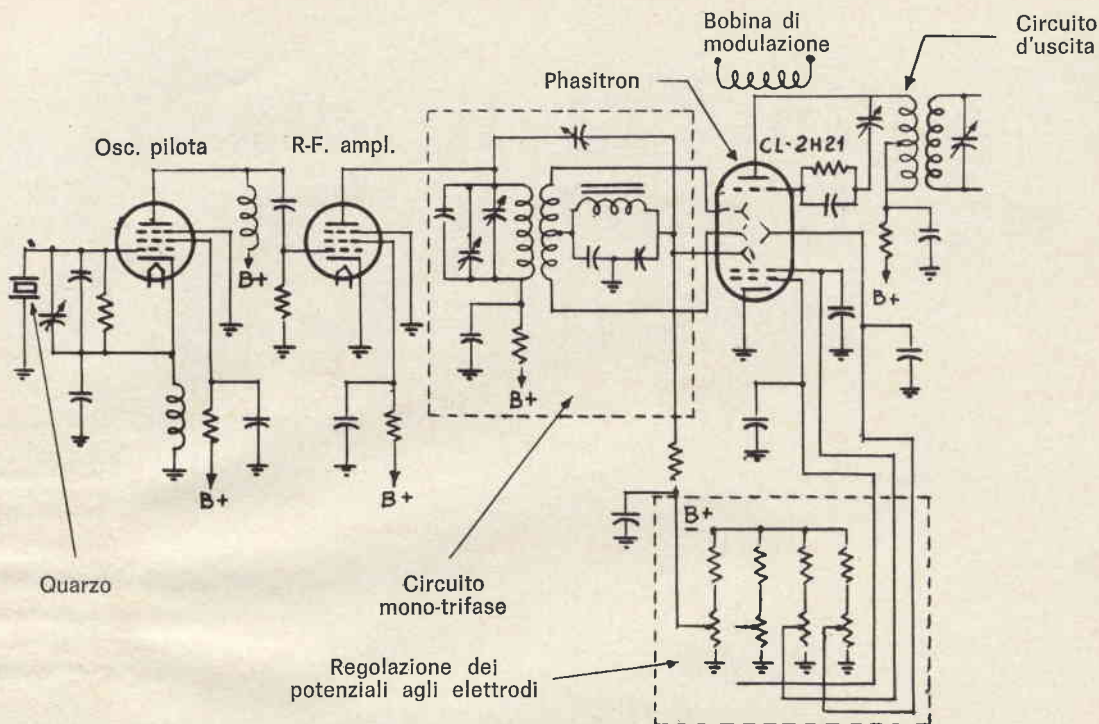 Bobina di
modulazione
Circuito
d'uscita
Phasitron
Osc. pilota
R-F. ampl.
CL-2H21
B+
B+
B+
B+
B+
B+
Quarzo
Circuito
mono-trifase
Regolazione dei
potenziali agli elettrodi